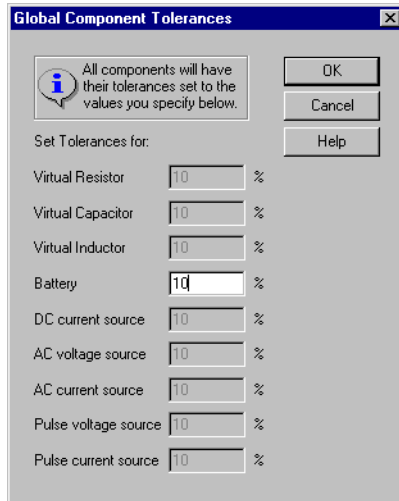 Global Component Tolerances
All components will have
their tolerances set to the
values you specify below.
OK
Cancel
Help
Set Tolerances for:
Virtual Resistor 10 %
Virtual Capacitor 10 %
Virtual Inductor 10 %
Battery 10 %
DC current source 10 %
AC voltage source 10 %
AC current source 10 %
Pulse voltage source 10 %
Pulse current source 10 %